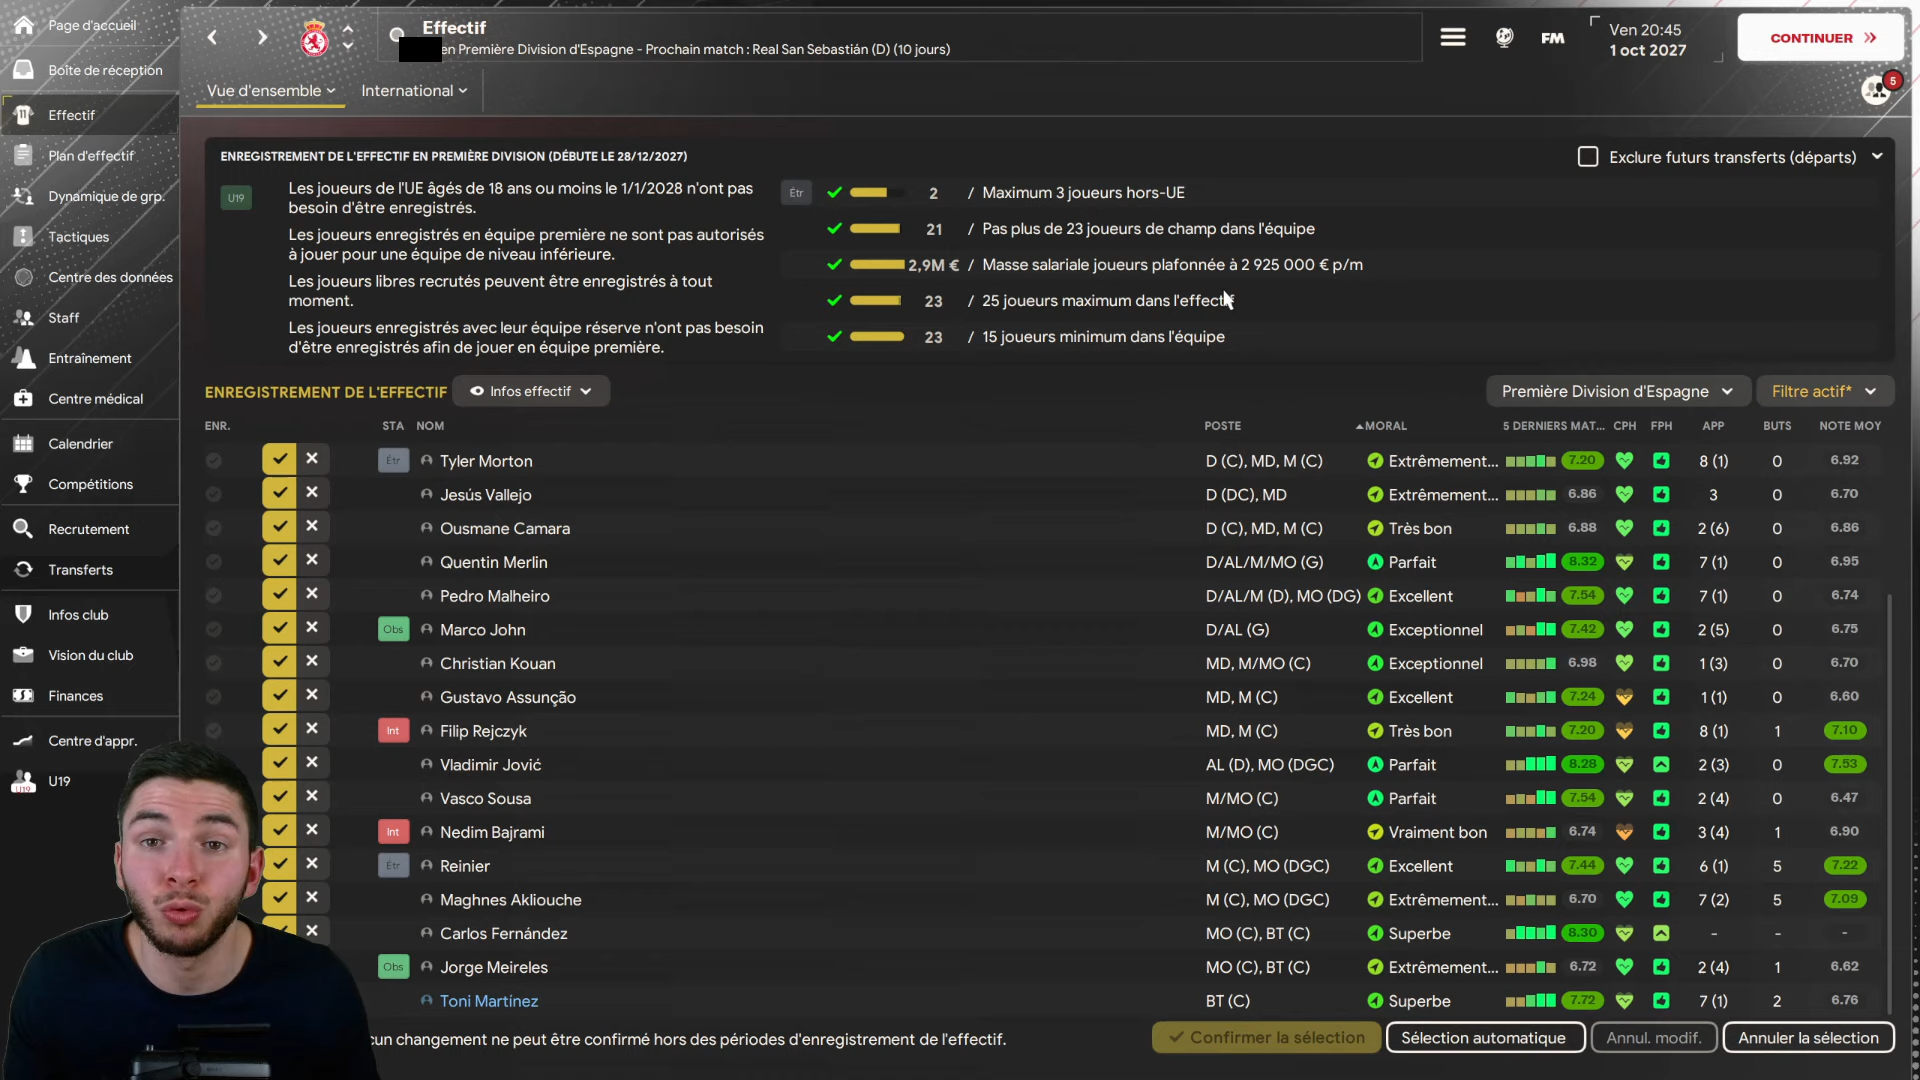 Page d'accueil
Boîte de réception
Effectif
Plan d'effectif
Dynamique de grp.
Tactiques
Centre des données
Staff
Entraînement
Centre médical
Calendrier
Compétitions
Recrutement
Transferts
Infos club
Vision du club
Finances
Centre d'appr.
U19
Effectif
en Première Division d'Espagne - Prochain match : Real San Sebastián (D) (10 jours)
FM
Ven 20:45
1 oct 2027
CONTINUER
5
Vue d'ensemble
International
ENREGISTREMENT DE L'EFFECTIF EN PREMIÈRE DIVISION (DÉBUTE LE 28/12/2027)
Exclure futurs transferts (départs)
U19
Les joueurs de l'UE âgés de 18 ans ou moins le 1/1/2028 n'ont pas
besoin d'être enregistrés.
Les joueurs enregistrés en équipe première ne sont pas autorisés
à jouer pour une équipe de niveau inférieure.
Les joueurs libres recrutés peuvent être enregistrés à tout
moment.
Les joueurs enregistrés avec leur équipe réserve n'ont pas besoin
d'être enregistrés afin de jouer en équipe première.
Étr 2 / Maximum 3 joueurs hors-UE
21 / Pas plus de 23 joueurs de champ dans l'équipe
2,9M € / Masse salariale joueurs plafonnée à 2 925 000 € p/m
23 / 25 joueurs maximum dans l'effectif
23 / 15 joueurs minimum dans l'équipe
ENREGISTREMENT DE L'EFFECTIF
Infos effectif
Première Division d'Espagne
Filtre actif*
ENR. STA NOM POSTE MORAL 5 DERNIERS MAT... CPH FPH APP BUTS NOTE MOY
Étr Tyler Morton D (C), MD, M (C) Extrêmement... 7.20 8 (1) 0 6.92
Jesús Vallejo D (DC), MD Extrêmement... 6.86 3 0 6.70
Ousmane Camara D (C), MD, M (C) Très bon 6.88 2 (6) 0 6.86
Quentin Merlin D/AL/M/MO (G) Parfait 8.32 7 (1) 0 6.95
Pedro Malheiro D/AL/M (D), MO (DG) Excellent 7.54 7 (1) 0 6.74
Obs Marco John D/AL (G) Exceptionnel 7.42 2 (5) 0 6.75
Christian Kouan MD, M/MO (C) Exceptionnel 6.98 1 (3) 0 6.70
Gustavo Assunção MD, M (C) Excellent 7.24 1 (1) 0 6.60
Int Filip Rejczyk MD, M (C) Très bon 7.20 8 (1) 1 7.10
Vladimir Jović AL (D), MO (DGC) Parfait 8.28 2 (3) 0 7.53
Vasco Sousa M/MO (C) Parfait 7.54 2 (4) 0 6.47
Int Nedim Bajrami M/MO (C) Vraiment bon 6.74 3 (4) 1 6.90
Étr Reinier M (C), MO (DGC) Excellent 7.44 6 (1) 5 7.22
Maghnes Akliouche M (C), MO (DGC) Extrêmement... 6.70 7 (2) 5 7.09
Carlos Fernández MO (C), BT (C) Superbe 8.30 - - -
Obs Jorge Meireles MO (C), BT (C) Extrêmement... 6.72 2 (4) 1 6.62
Toni Martínez BT (C) Superbe 7.72 7 (1) 2 6.76
cun changement ne peut être confirmé hors des périodes d'enregistrement de l'effectif.
Confirmer la sélection
Sélection automatique
Annul. modif.
Annuler la sélection